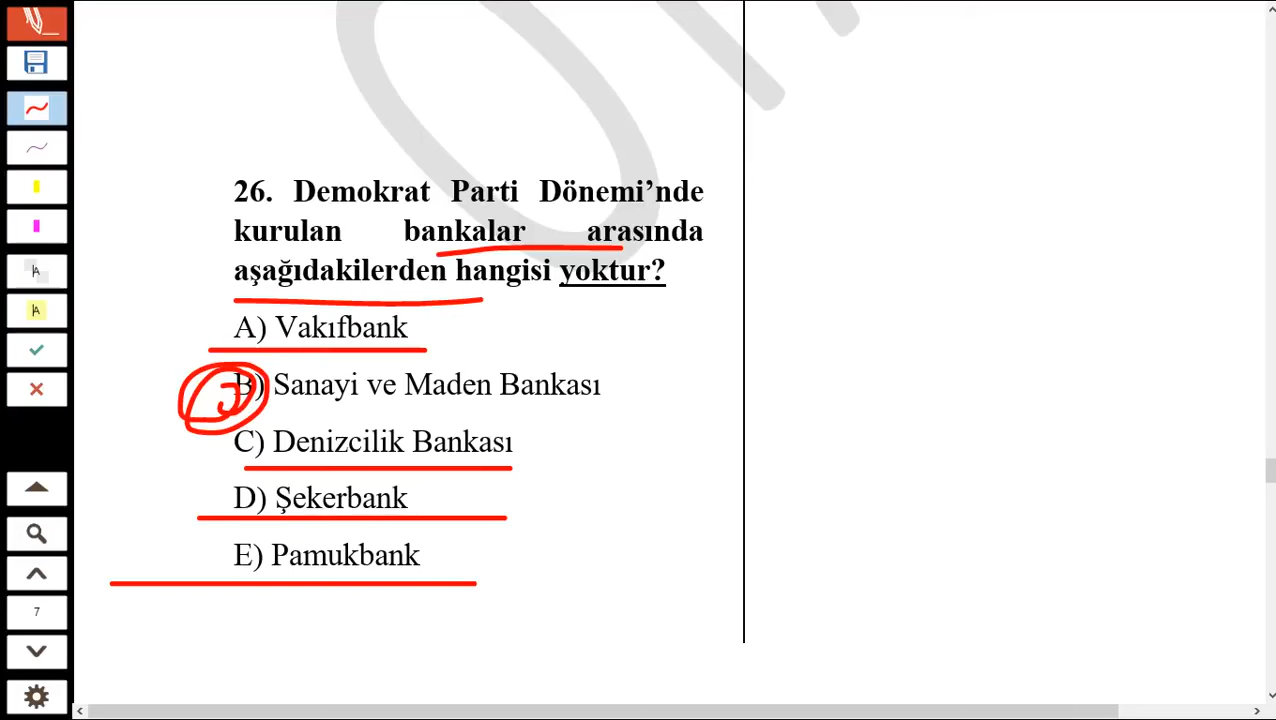 26. Demokrat Parti Dönemi’nde
kurulan bankalar arasında
aşağıdakilerden hangisi yoktur?
A) Vakıfbank
B) Sanayi ve Maden Bankası
C) Denizcilik Bankası
D) Şekerbank
E) Pamukbank
7